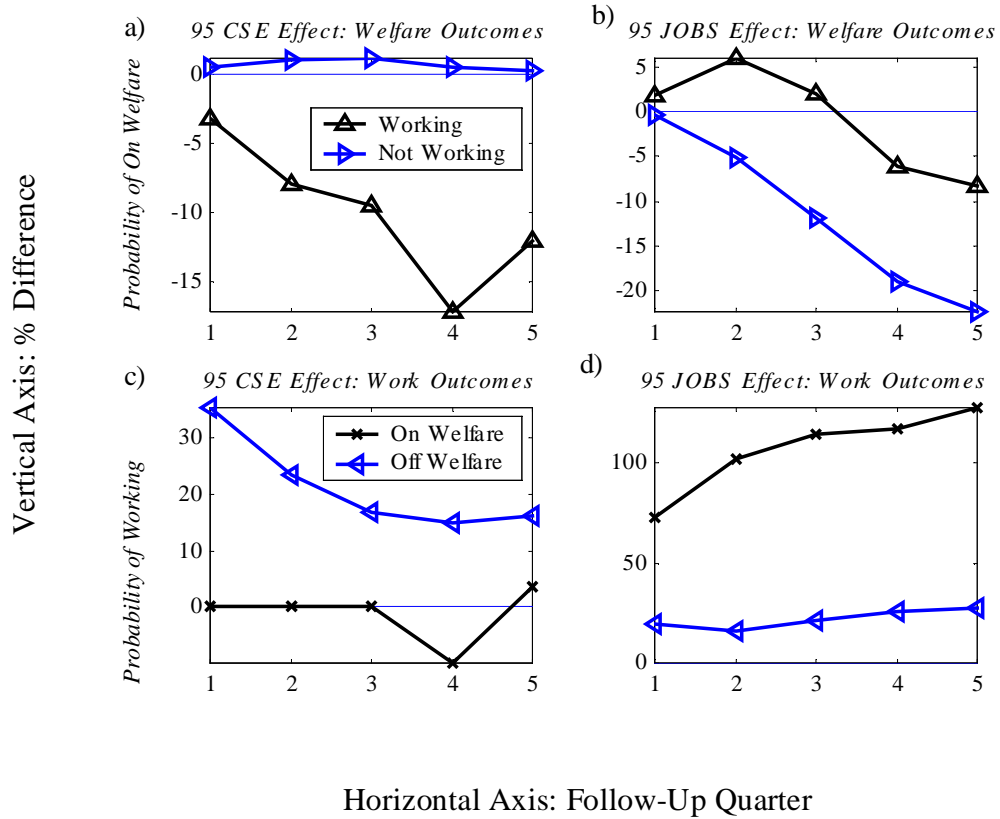 a)
95 CSE Effect: Welfare Outcomes
0
-5
-10
-15
1 2 3 4 5
Working
Not Working
Probability of On Welfare
b)
95 JOBS Effect: Welfare Outcomes
5
0
-5
-10
-15
-20
1 2 3 4 5
c)
95 CSE Effect: Work Outcomes
30
20
10
0
1 2 3 4 5
On Welfare
Off Welfare
Probability of Working
d)
95 JOBS Effect: Work Outcomes
100
50
0
1 2 3 4 5
Vertical Axis: % Difference
Horizontal Axis: Follow-Up Quarter